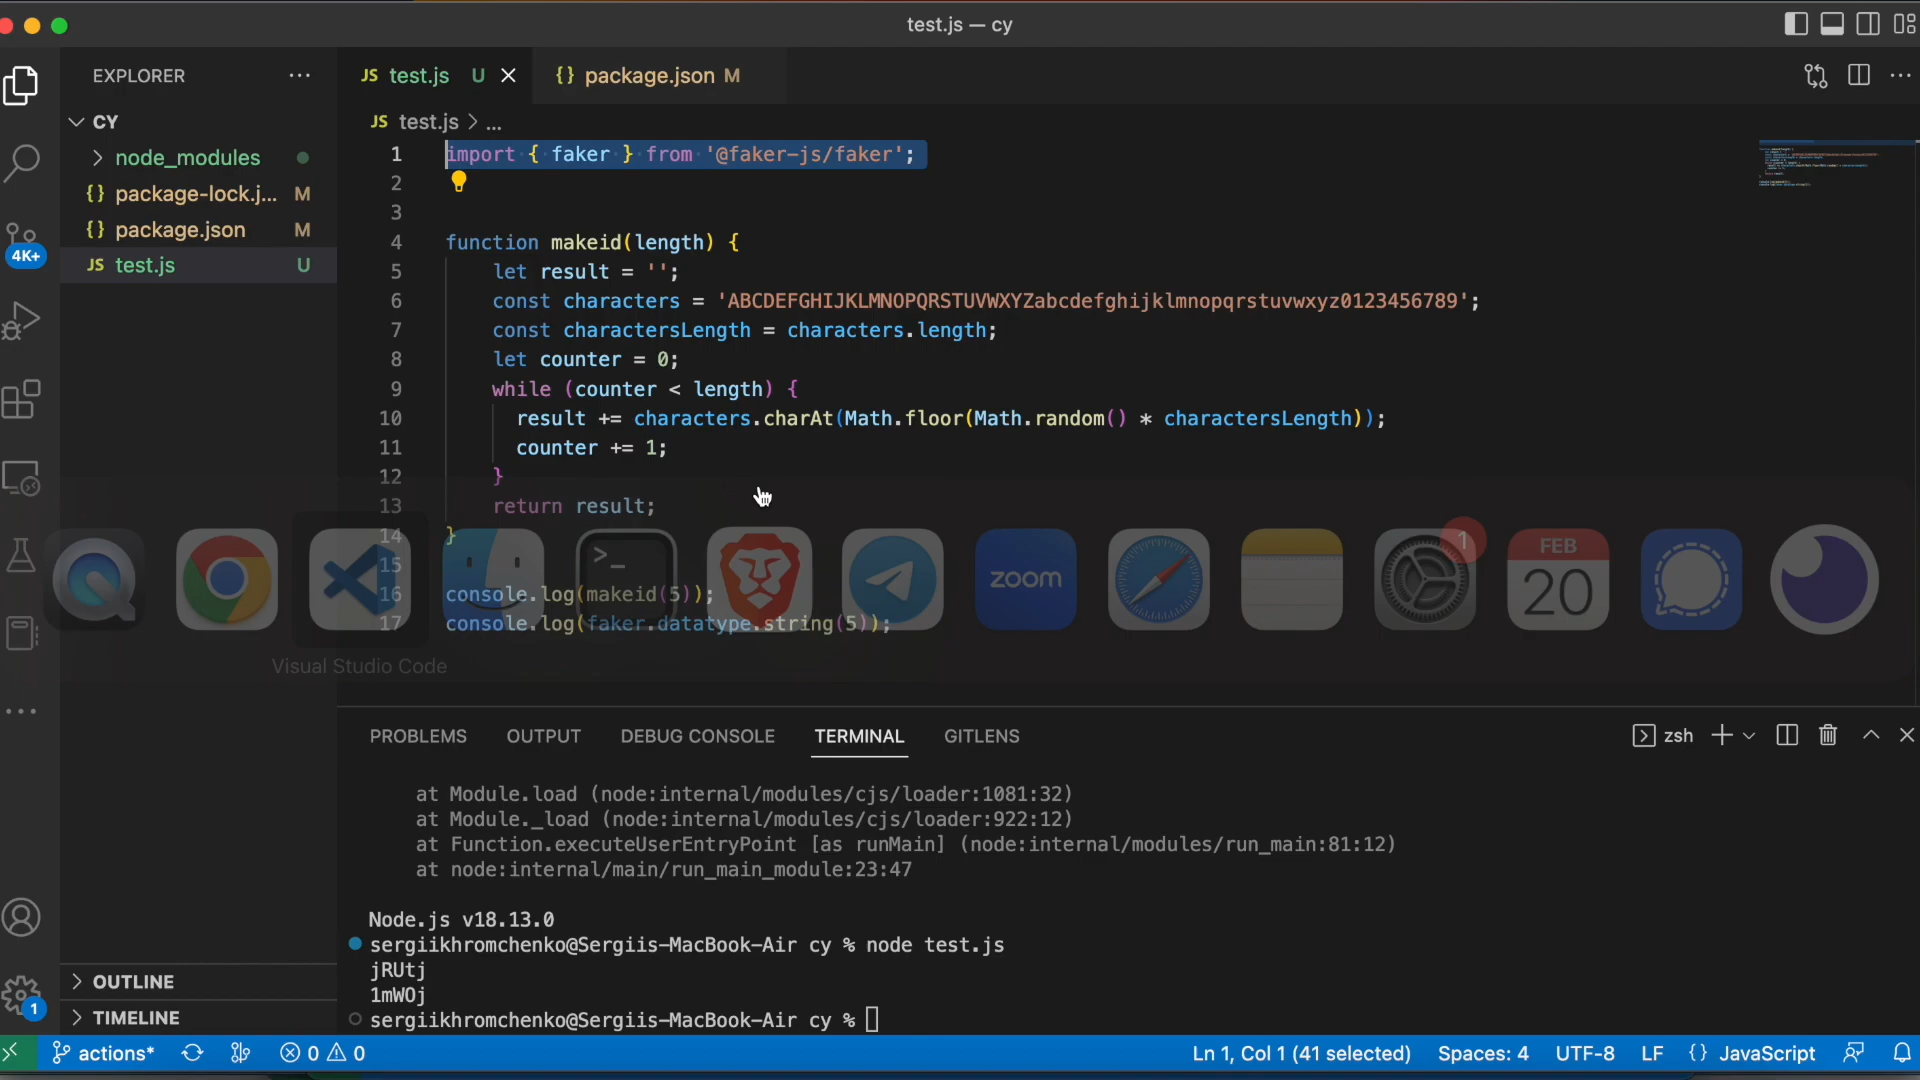 test.js — cy
EXPLORER
JS test.js U
{} package.json M
CY
JS test.js > ...
node_modules
{} package-lock.j... M
{} package.json M
JS test.js U
4K+
1 import { faker } from '@faker-js/faker';
2
3
4 function makeid(length) {
5 let result = '';
6 const characters = 'ABCDEFGHIJKLMNOPQRSTUVWXYZabcdefghijklmnopqrstuvwxyz0123456789';
7 const charactersLength = characters.length;
8 let counter = 0;
9 while (counter < length) {
10 result += characters.charAt(Math.floor(Math.random() * charactersLength));
11 counter += 1;
12 }
13 return result;
14 }
15
16 console.log(makeid(5));
17 console.log(faker.datatype.string(5));
zoom
1
FEB
20
Visual Studio Code
PROBLEMS OUTPUT DEBUG CONSOLE TERMINAL GITLENS
zsh
at Module.load (node:internal/modules/cjs/loader:1081:32)
at Module._load (node:internal/modules/cjs/loader:922:12)
at Function.executeUserEntryPoint [as runMain] (node:internal/modules/run_main:81:12)
at node:internal/main/run_main_module:23:47
Node.js v18.13.0
sergiikhromchenko@Sergiis-MacBook-Air cy % node test.js
jRUtj
1mWOj
sergiikhromchenko@Sergiis-MacBook-Air cy %
OUTLINE
1
TIMELINE
actions* 0 0 Ln 1, Col 1 (41 selected) Spaces: 4 UTF-8 LF {} JavaScript